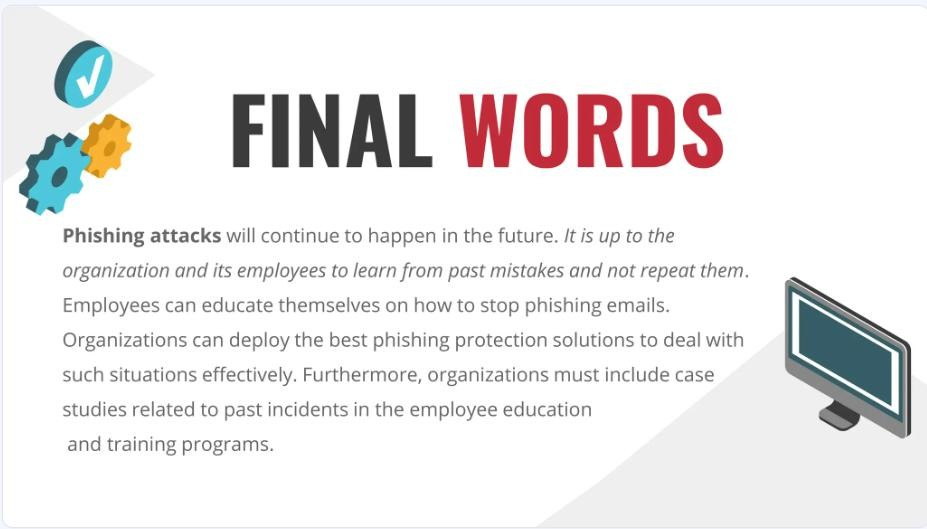 FINAL WORDS
Phishing attacks will continue to happen in the future. It is up to the
organization and its employees to learn from past mistakes and not repeat them.
Employees can educate themselves on how to stop phishing emails.
Organizations can deploy the best phishing protection solutions to deal with
such situations effectively. Furthermore, organizations must include case
studies related to past incidents in the employee education
and training programs.